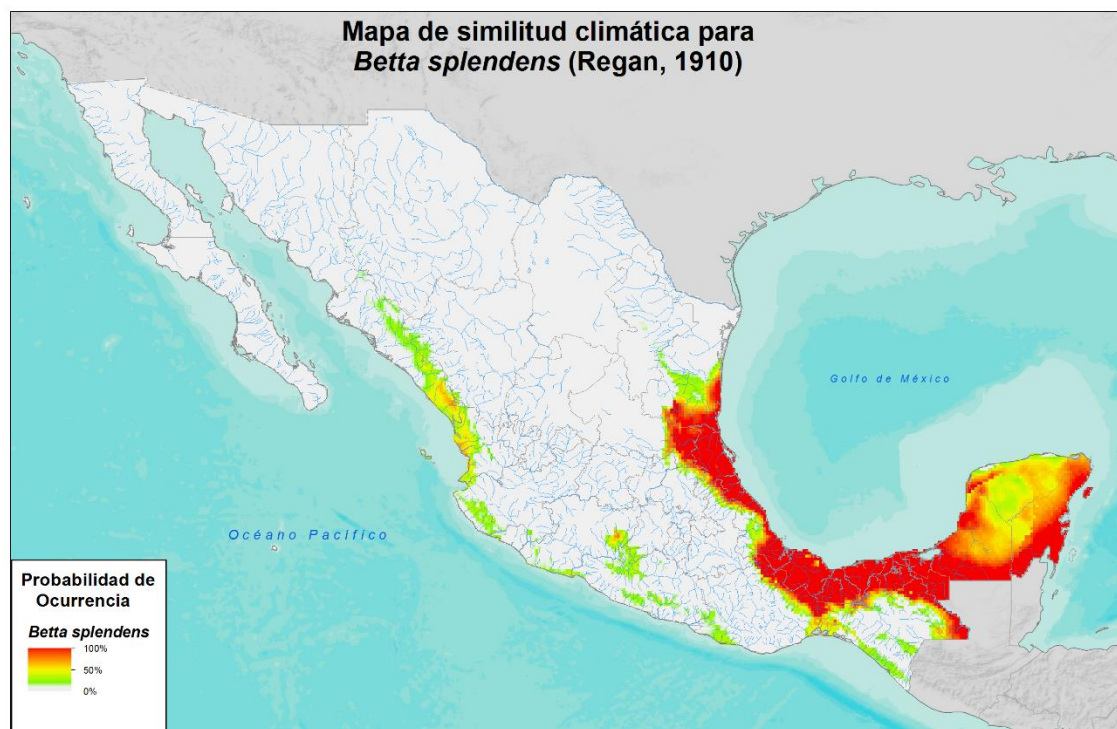 Mapa de similitud climática para
Betta splendens (Regan, 1910)
Golfo de México
Océano Pacífico
Probabilidad de
Ocurrencia
Betta splendens
100%
50%
0%